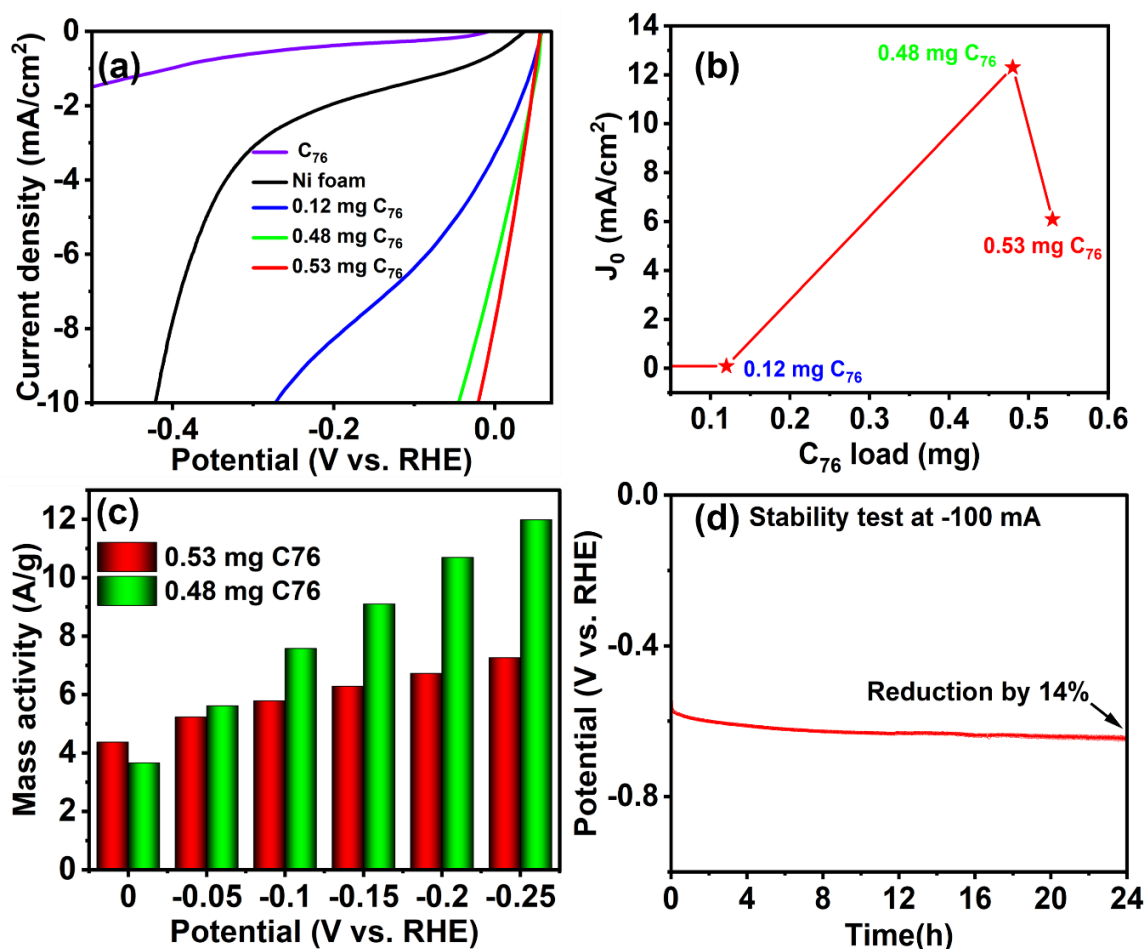 (a)
Current density (mA/cm²)
0
-2
-4
-6
-8
-10
C₇₆
Ni foam
0.12 mg C₇₆
0.48 mg C₇₆
0.53 mg C₇₆
-0.4
-0.2
0.0
Potential (V vs. RHE)
(b)
J₀ (mA/cm²)
14
12
10
8
6
4
2
0
0.48 mg C₇₆
0.53 mg C₇₆
0.12 mg C₇₆
0.1
0.2
0.3
0.4
0.5
0.6
C₇₆ load (mg)
(c)
Mass activity (A/g)
12
10
8
6
4
2
0
0.53 mg C76
0.48 mg C76
0
-0.05
-0.1
-0.15
-0.2
-0.25
Potential (V vs. RHE)
(d)
Stability test at -100 mA
Potential (V vs. RHE)
0.0
-0.4
-0.8
Reduction by 14%
0
4
8
12
16
20
24
Time(h)